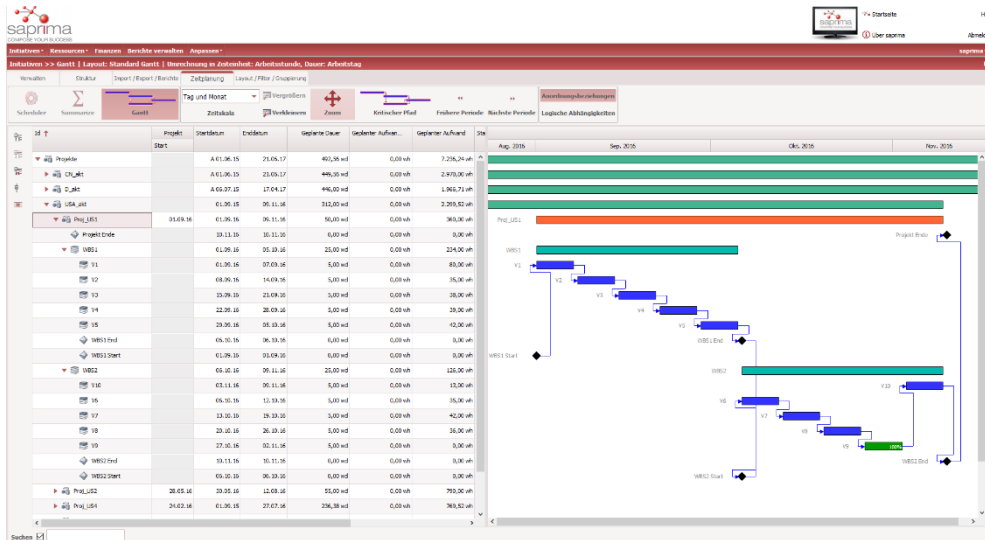 saprima
COMPOSE YOUR SUCCESS
saprima
Startseite
Über saprima
Abmeld
Initiativen Ressourcen Finanzen Berichte verwalten Anpassen saprima
Initiativen >> Gantt | Layout: Standard Gantt | Umrechnung in Zeiteinheit: Arbeitsstunde, Dauer: Arbeitstag
Verwalten Struktur Import / Export / Berichte Zeitplanung Layout / Filter / Gruppierung
Tag und Monat Vergrößern Anordnungsbeziehungen
Scheduler Summarize Gantt Zeitskala Verkleinern Zoom Kritischer Pfad Frühere Periode Nächste Periode Logische Abhängigkeiten
Id Projekt Startdatum Enddatum Geplante Dauer Geplanter Aufwan... Geplanter Aufwand Sta
Start
Aug. 2016 Sep. 2016 Okt. 2016 Nov. 2016
Projekte A 01.06.15 21.06.17 492,56 wd 0,00 wh 7.236,24 wh
CN_akt A 01.06.15 21.06.17 0,00 wh 2.970,00 wh
D_akt A 06.07.15 17.04.17 446,00 wd 0,00 wh 1.966,71 wh
USA_akt 01.09.15 09.11.16 312,00 wd 0,00 wh 2.299,52 wh
Proj_US1 01.09.16 01.09.16 09.11.16 50,00 wd 0,00 wh 360,00 wh Proj_US1
Projekt Ende 10.11.16 10.11.16 0,00 wd 0,00 wh 0,00 wh Projekt Ende
WBS1 01.09.16 05.10.16 25,00 wd 0,00 wh 234,00 wh WBS1
V1 01.09.16 07.09.16 5,00 wd 0,00 wh 80,00 wh V1
V2 08.09.16 14.09.16 5,00 wd 0,00 wh 35,00 wh V2
V3 15.09.16 21.09.16 5,00 wd 0,00 wh 38,00 wh V3
V4 22.09.16 28.09.16 5,00 wd 0,00 wh 39,00 wh V4
V5 29.09.16 05.10.16 5,00 wd 0,00 wh 42,00 wh V5
WBS1 End 06.10.16 06.10.16 0,00 wd 0,00 wh 0,00 wh WBS1 End
WBS1 Start 01.09.16 01.09.16 0,00 wd 0,00 wh 0,00 wh WBS1 Start
WBS2 06.10.16 09.11.16 25,00 wd 0,00 wh 126,00 wh WBS2
V10 03.11.16 09.11.16 5,00 wd 0,00 wh 13,00 wh V10
V6 06.10.16 12.10.16 5,00 wd 0,00 wh 35,00 wh V6
V7 13.10.16 19.10.16 5,00 wd 0,00 wh 42,00 wh V7
V8 20.10.16 26.10.16 5,00 wd 0,00 wh 36,00 wh V8
V9 27.10.16 02.11.16 5,00 wd 0,00 wh 0,00 wh V9 100%
WBS2 End 10.11.16 10.11.16 0,00 wd 0,00 wh 0,00 wh WBS2 End
WBS2 Start 06.10.16 06.10.16 0,00 wd 0,00 wh 0,00 wh WBS2 Start
Proj_US2 28.05.16 12.08.16 55,00 wd 0,00 wh 790,00 wh
Proj_US4 24.02.16 01.09.15 27.07.16 0,00 wh 760,52 wh
Suchen